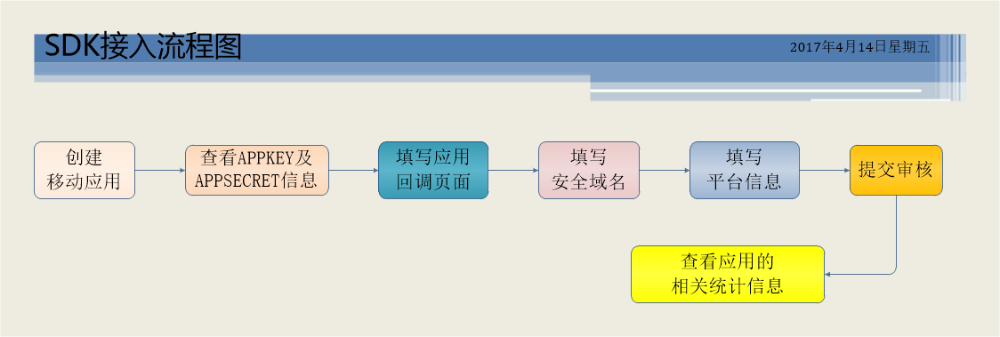 SDK接入流程图
2017年4月14日星期五
创建
移动应用
查看APPKEY及
APPSECRET信息
填写应用
回调页面
填写
安全域名
填写
平台信息
提交审核
查看应用的
相关统计信息